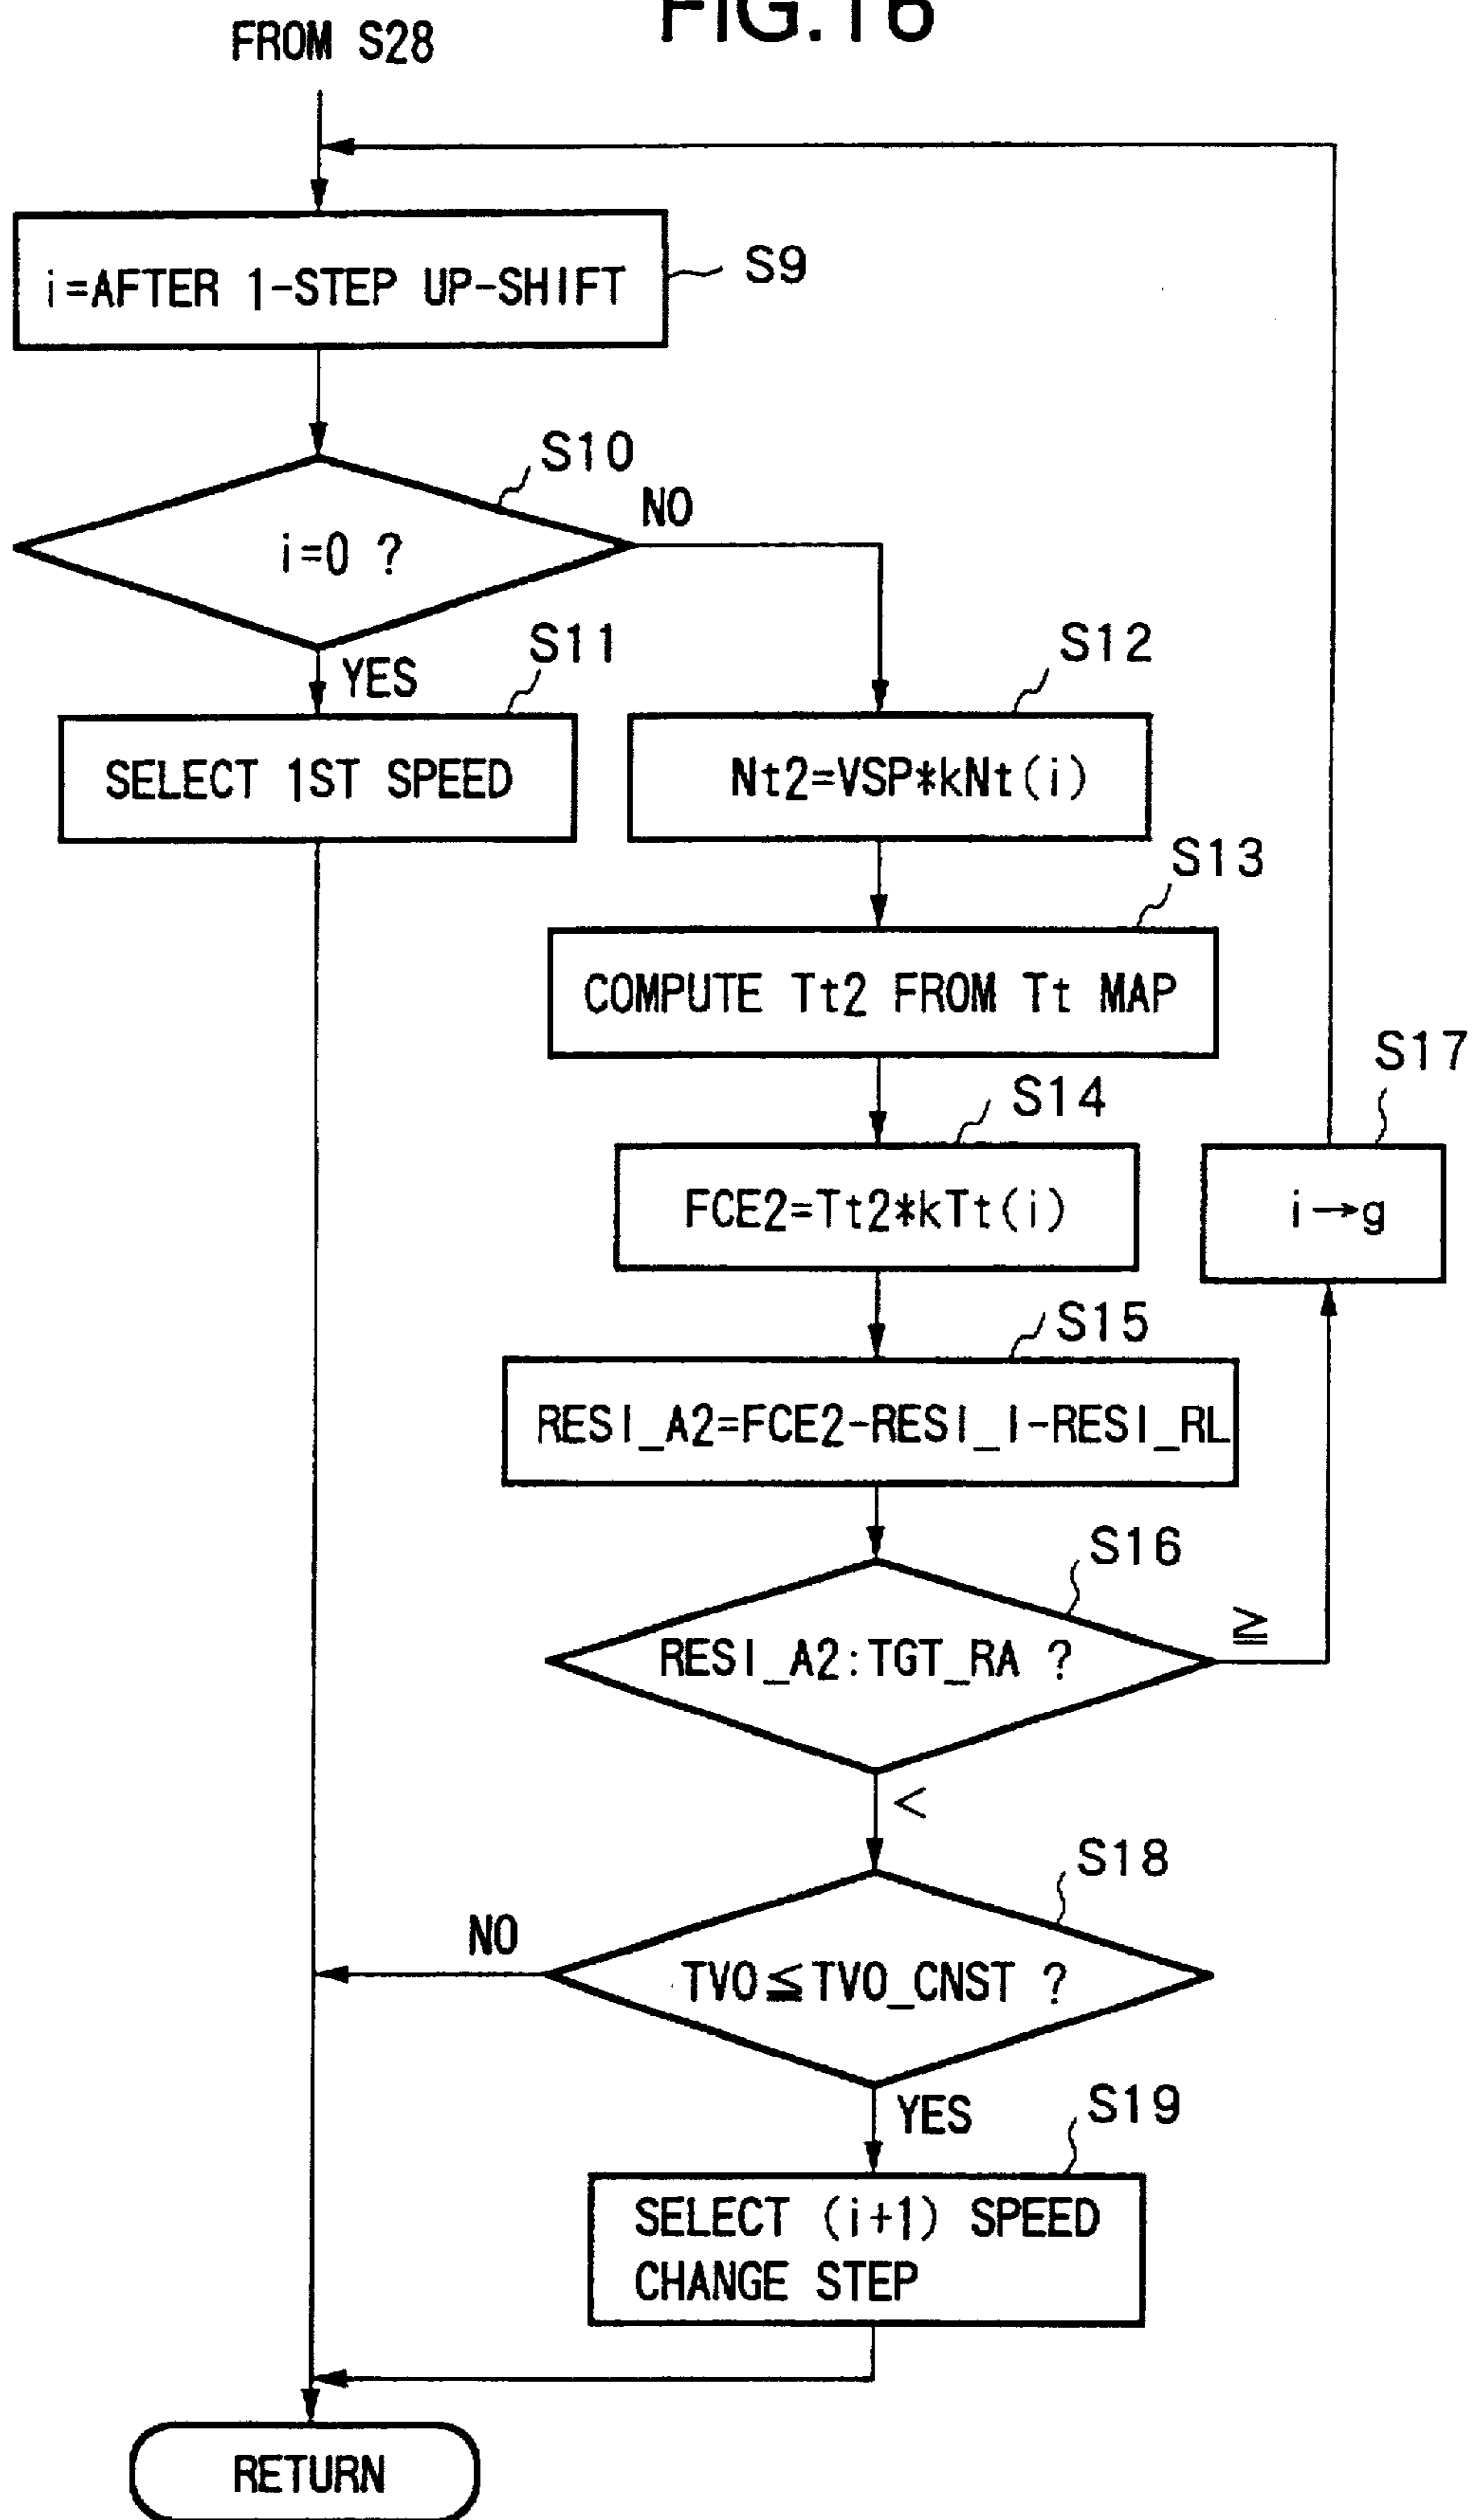 FIG.16
FROM S28
i=AFTER 1-STEP UP-SHIFT
S9
S10
i=0 ?
NO
YES
S11
S12
SELECT 1ST SPEED
Nt2=VSP*kNt(i)
S13
COMPUTE Tt2 FROM Tt MAP
S14
S17
FCE2=Tt2*kTt(i)
i→g
S15
RESI_A2=FCE2-RESI_I-RESI_RL
S16
RESI_A2:TGT_RA ?
≧
<
S18
NO
TVO≦TVO_CNST ?
YES
S19
SELECT (i+1) SPEED
CHANGE STEP
RETURN